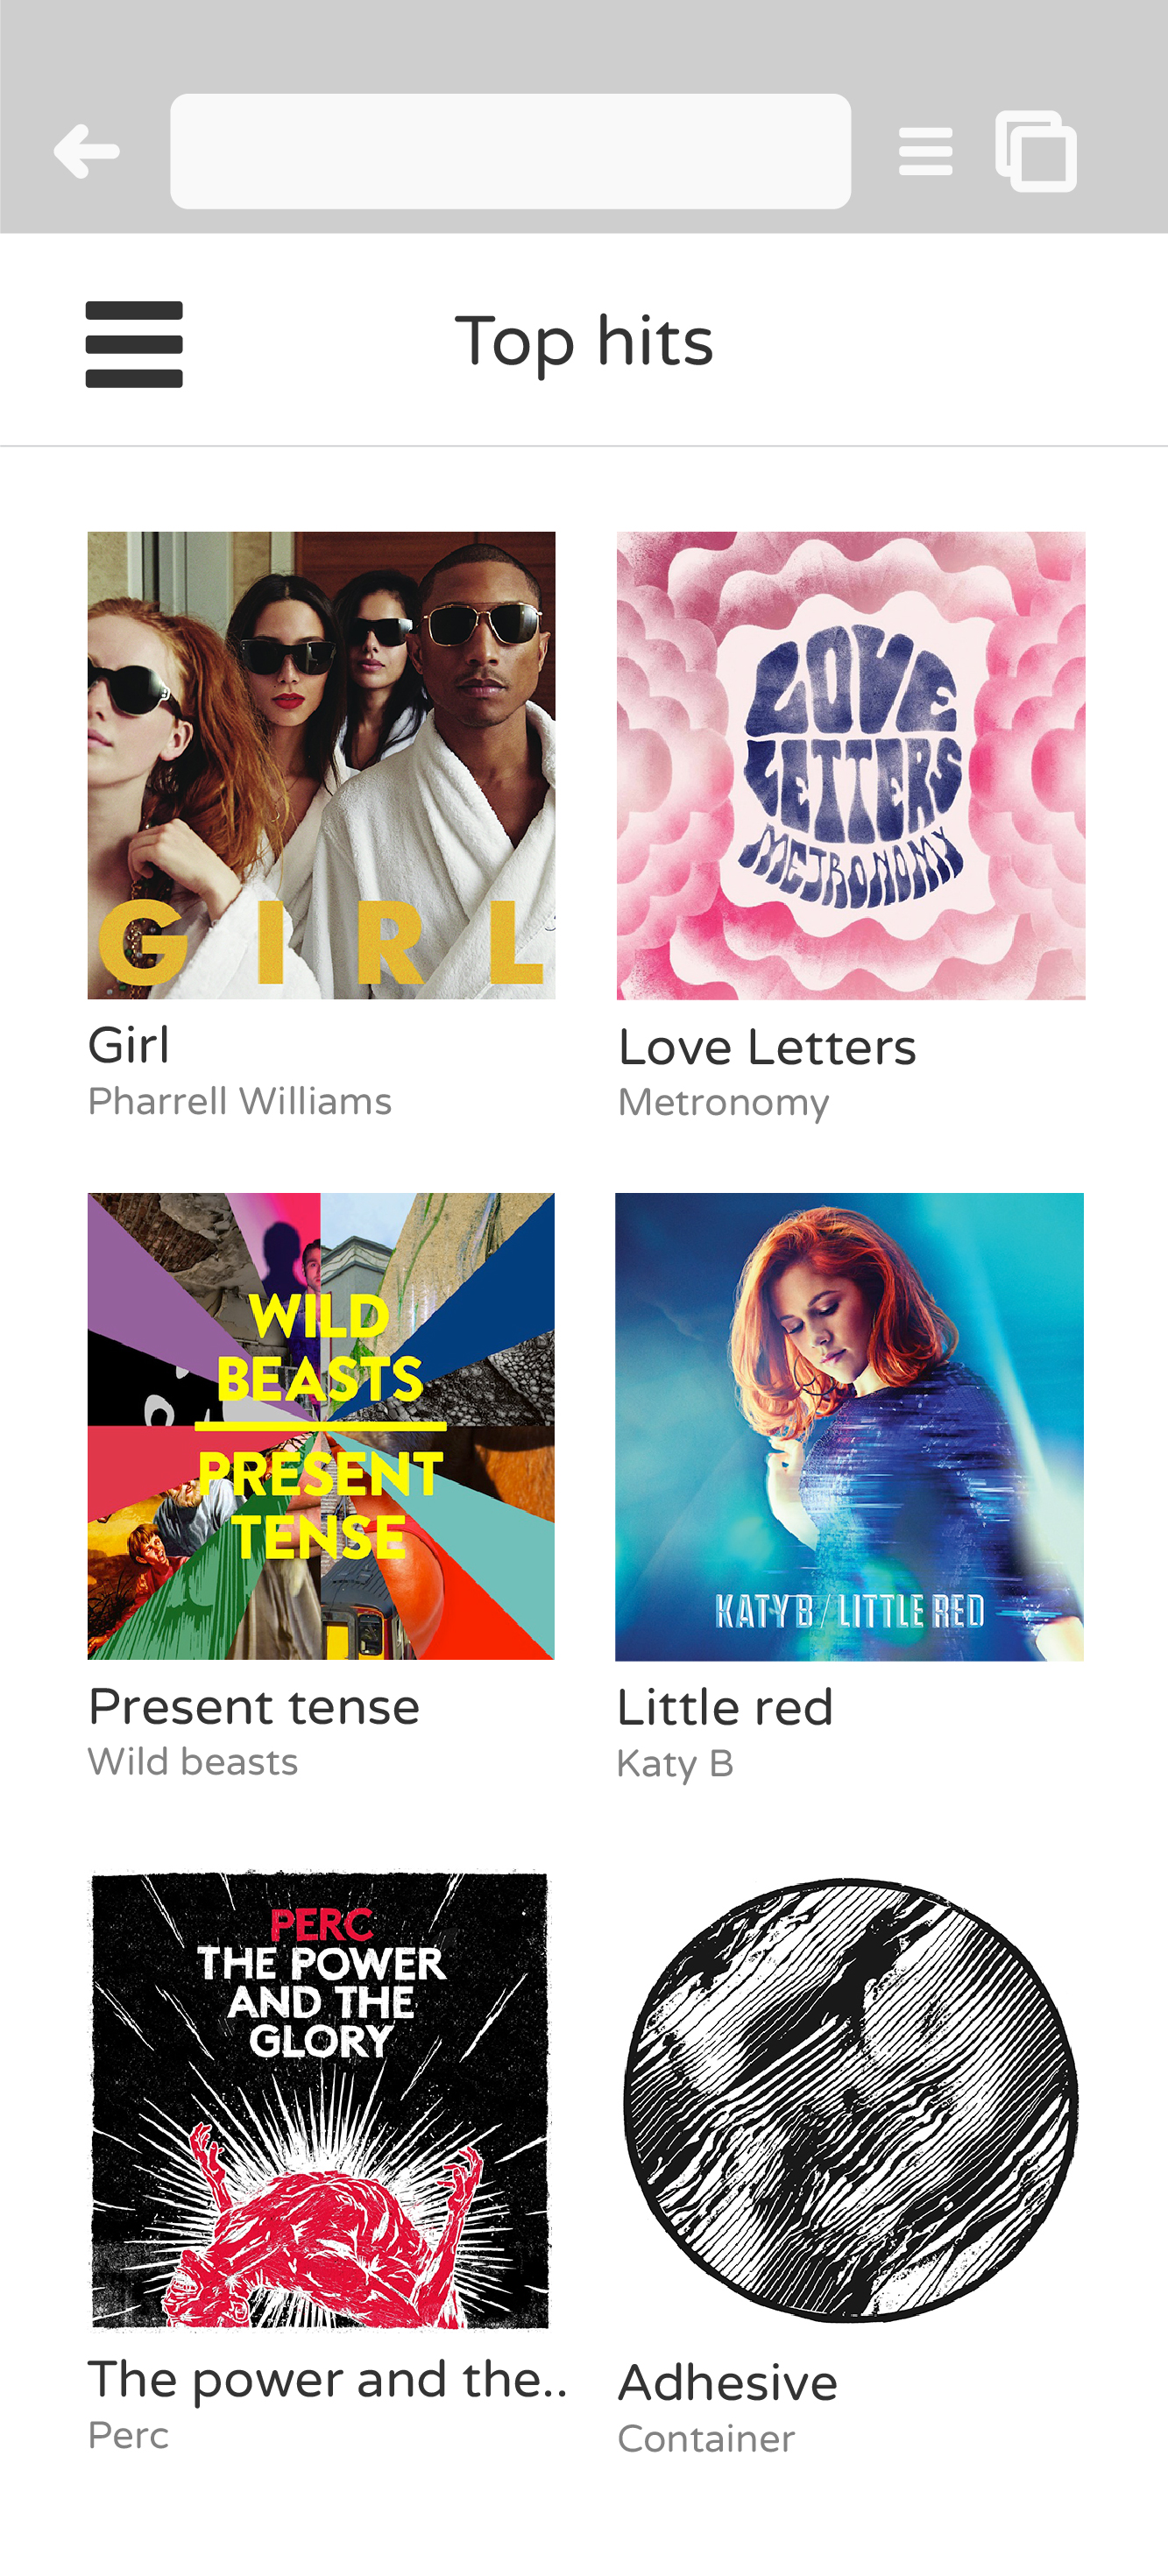 Top hits
GIRL
Girl
Pharrell Williams
LOVE
LETTERS
METRONOMY
Love Letters
Metronomy
WILD
BEASTS
PRESENT
TENSE
Present tense
Wild beasts
KATY B / LITTLE RED
Little red
Katy B
PERC
THE POWER
AND THE
GLORY
The power and the..
Perc
Adhesive
Container